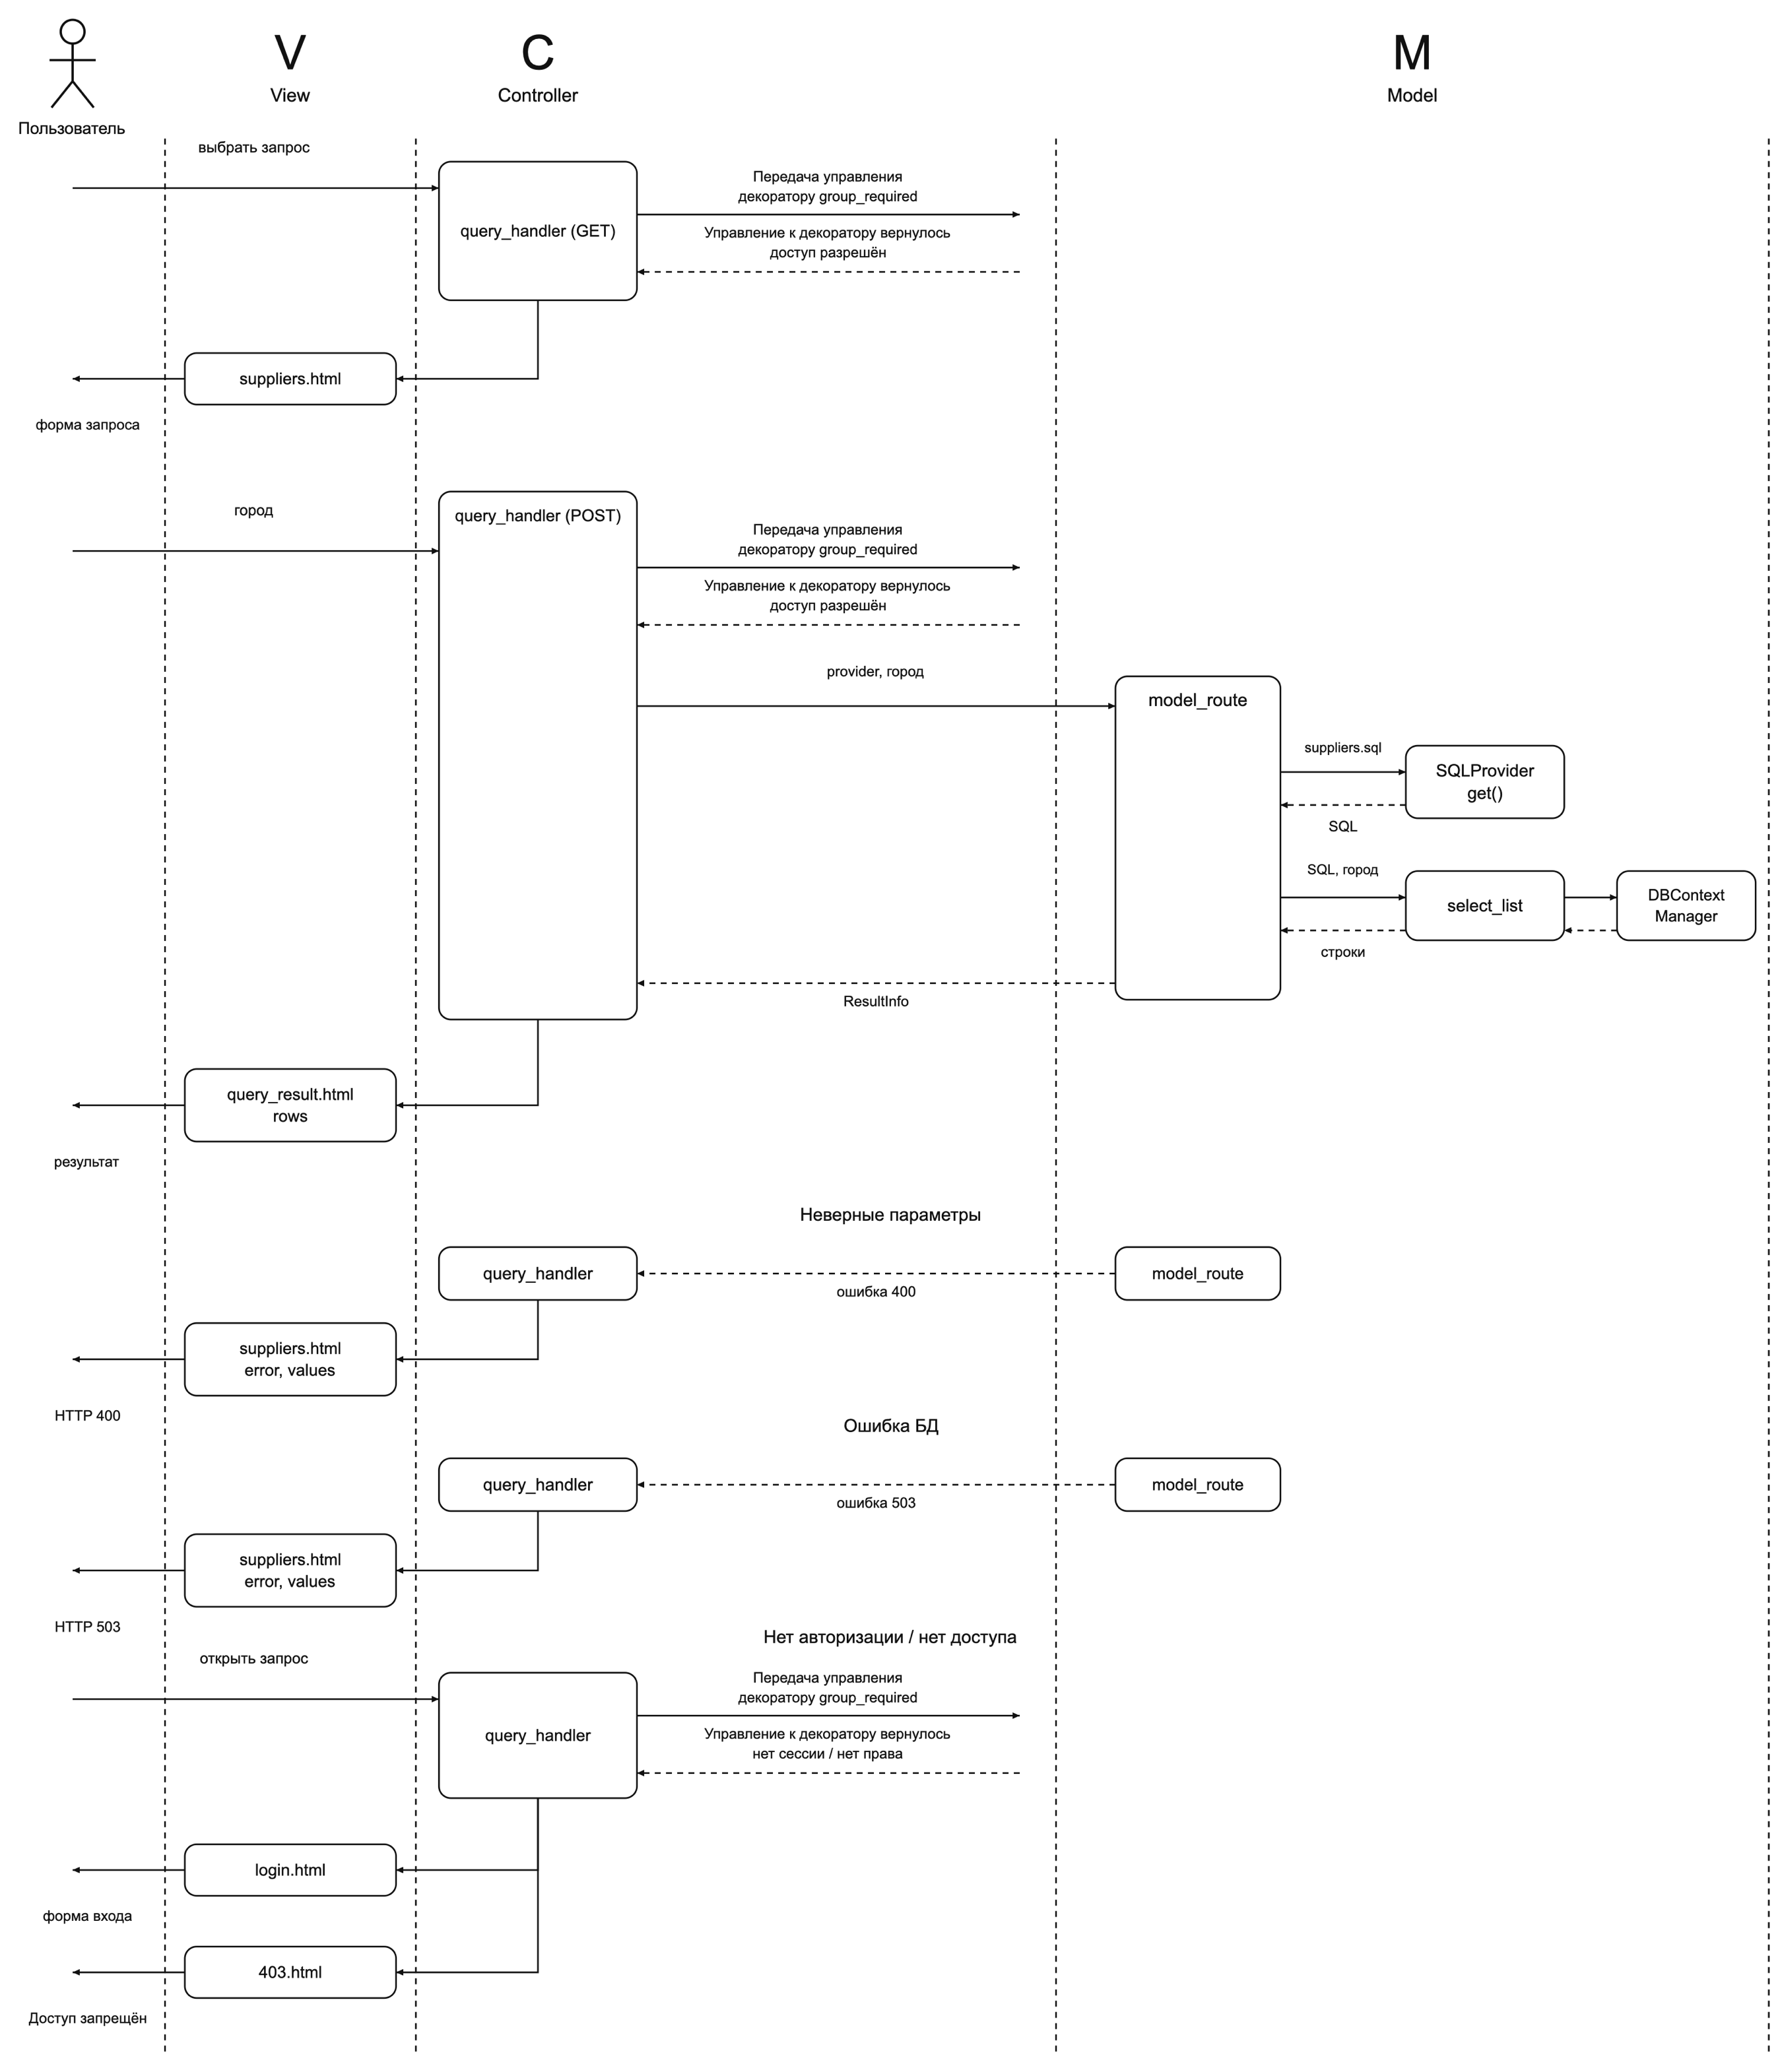 V
C
M
View
Controller
Model
Пользователь
выбрать запрос
Передача управления
декоратору group_required
query_handler (GET)
Управление к декоратору вернулось
доступ разрешён
suppliers.html
форма запроса
город
query_handler (POST)
Передача управления
декоратору group_required
Управление к декоратору вернулось
доступ разрешён
provider, город
model_route
suppliers.sql
SQLProvider
get()
SQL
SQL, город
select_list
DBContext
Manager
строки
ResultInfo
query_result.html
rows
результат
Неверные параметры
query_handler
model_route
ошибка 400
suppliers.html
error, values
HTTP 400
Ошибка БД
query_handler
model_route
ошибка 503
suppliers.html
error, values
HTTP 503
Нет авторизации / нет доступа
открыть запрос
Передача управления
декоратору group_required
query_handler
Управление к декоратору вернулось
нет сессии / нет права
login.html
форма входа
403.html
Доступ запрещён